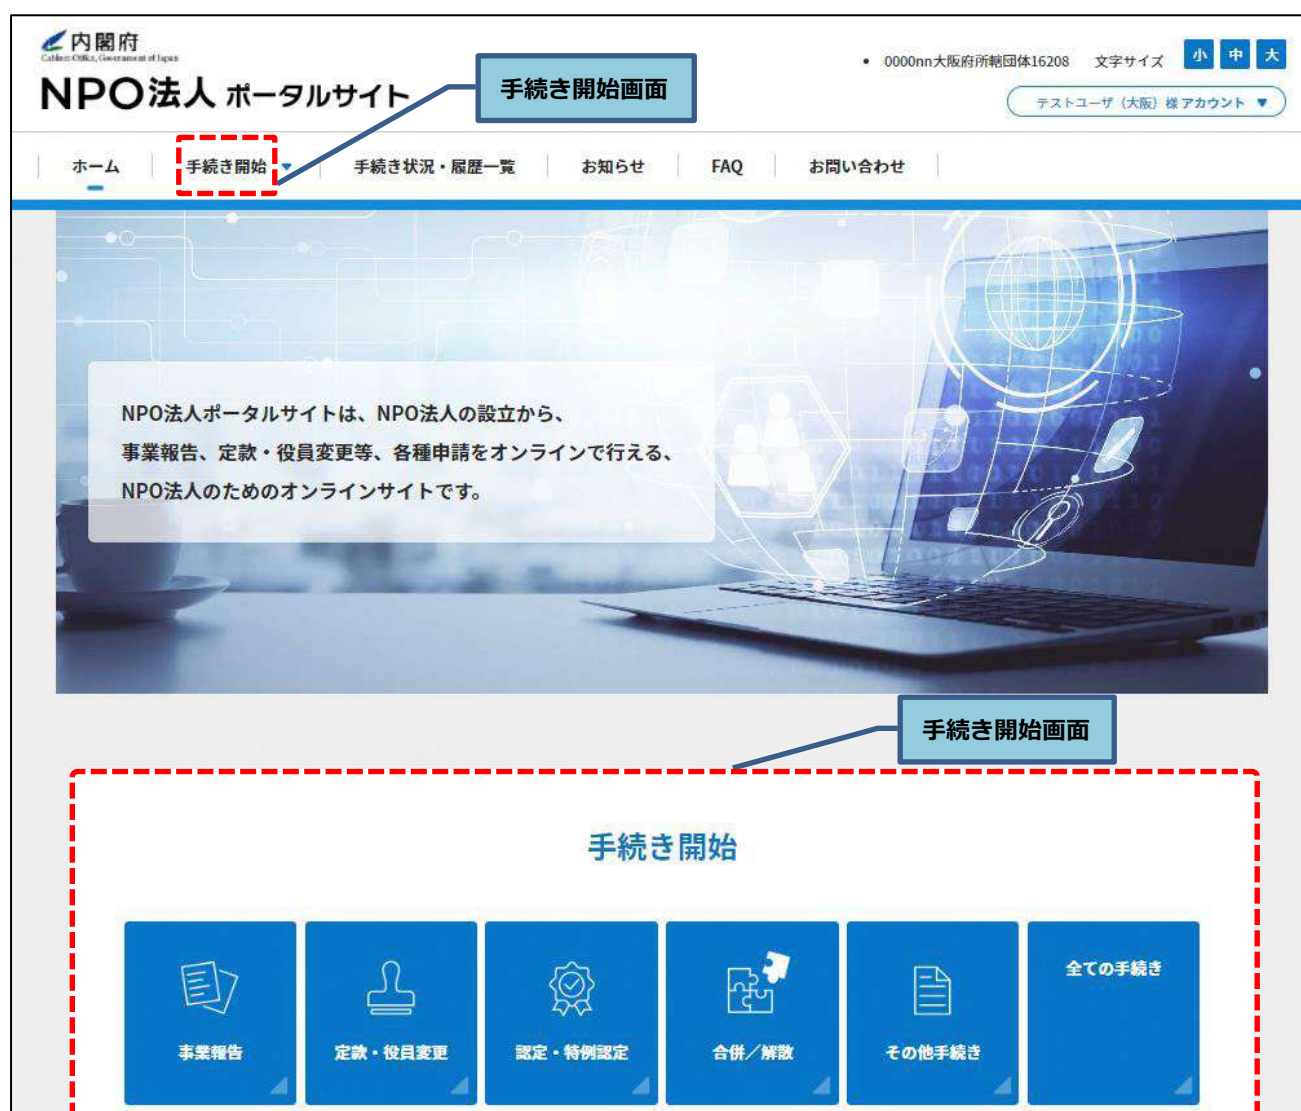 内閣府
Cabinet Office, Government of Japan
NPO法人 ポータルサイト
手続き開始画面
• 0000nn大阪府所轄団体16208 文字サイズ 小 中 大
テストユーザ（大阪）様 アカウント ▼
ホーム 手続き開始 ▼ 手続き状況・履歴一覧 お知らせ FAQ お問い合わせ
NPO法人ポータルサイトは、NPO法人の設立から、
事業報告、定款・役員変更等、各種申請をオンラインで行える、
NPO法人のためのオンラインサイトです。
手続き開始画面
手続き開始
事業報告 定款・役員変更 認定・特例認定 合併／解散 その他手続き 全ての手続き